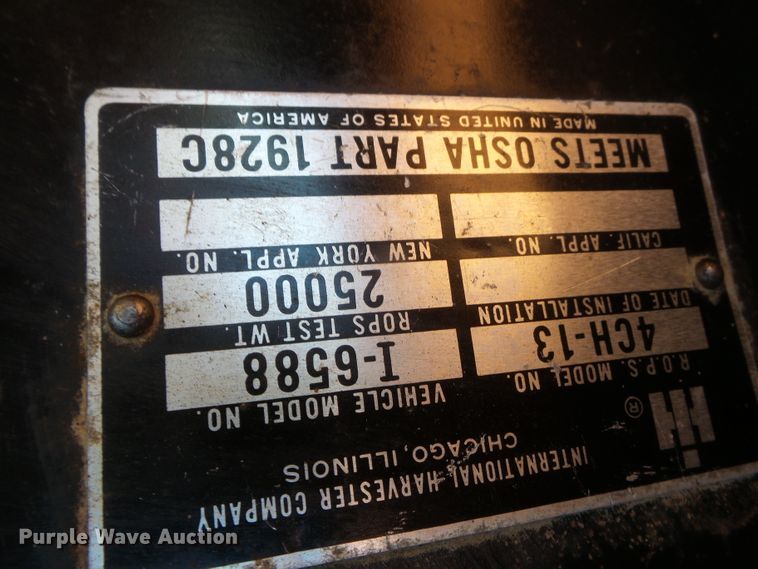 INTERNATIONAL HARVESTER COMPANY
CHICAGO, ILLINOIS
IH ®
R.O.P.S. MODEL NO. VEHICLE MODEL NO.
4CH-13 I-6588
DATE OF INSTALLATION ROPS TEST WT.
25000
CALIF. APPL. NO. NEW YORK APPL. NO.
MEETS OSHA PART 1928C
MADE IN UNITED STATES OF AMERICA
Purple Wave Auction